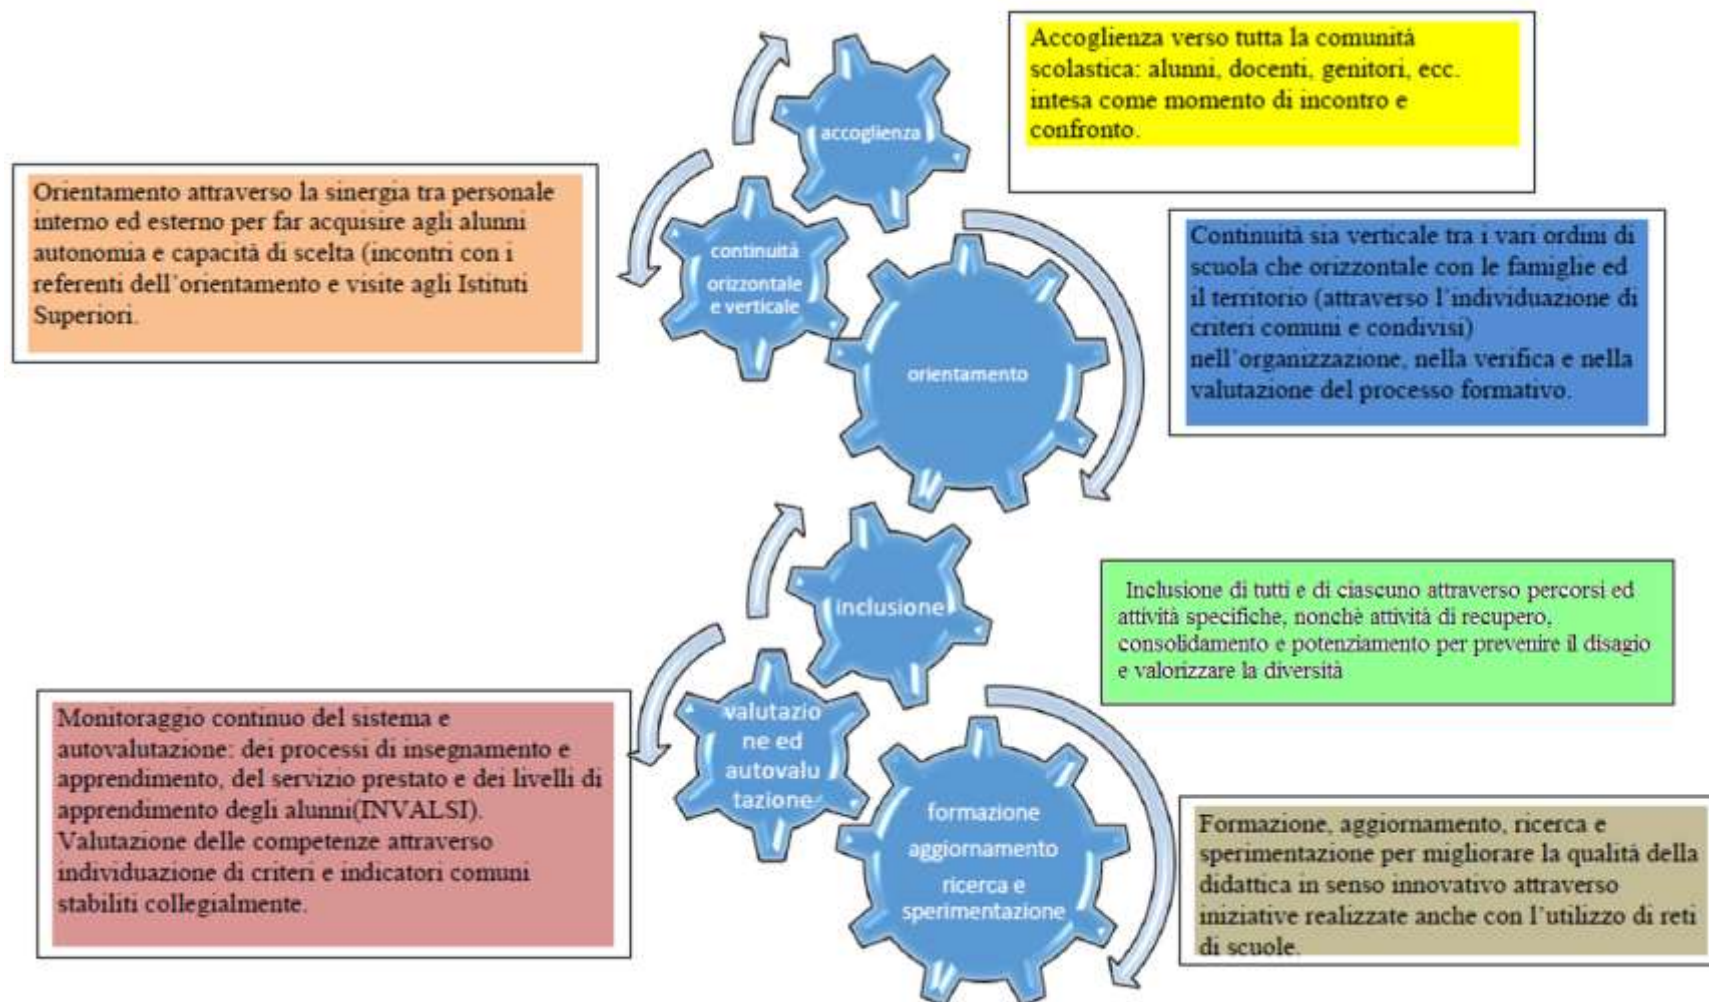 Accoglienza verso tutta la comunità
scolastica: alunni, docenti, genitori, ecc.
intesa come momento di incontro e
confronto.
accoglienza
Orientamento attraverso la sinergia tra personale
interno ed esterno per far acquisire agli alunni
autonomia e capacità di scelta (incontri con i
referenti dell’orientamento e visite agli Istituti
Superiori.
continuità
orizzontale
e verticale
Continuità sia verticale tra i vari ordini di
scuola che orizzontale con le famiglie ed
il territorio (attraverso l’individuazione di
criteri comuni e condivisi)
nell’organizzazione, nella verifica e nella
valutazione del processo formativo.
orientamento
inclusione
Inclusione di tutti e di ciascuno attraverso percorsi ed
attività specifiche, nonchè attività di recupero,
consolidamento e potenziamento per prevenire il disagio
e valorizzare la diversità
Monitoraggio continuo del sistema e
autovalutazione: dei processi di insegnamento e
apprendimento, del servizio prestato e dei livelli di
apprendimento degli alunni(INVALSI).
Valutazione delle competenze attraverso
individuazione di criteri e indicatori comuni
stabiliti collegialmente.
valutazio
ne ed
autovalu
tazione
formazione
aggiornamento
ricerca e
sperimentazione
Formazione, aggiornamento, ricerca e
sperimentazione per migliorare la qualità della
didattica in senso innovativo attraverso
iniziative realizzate anche con l’utilizzo di reti
di scuole.